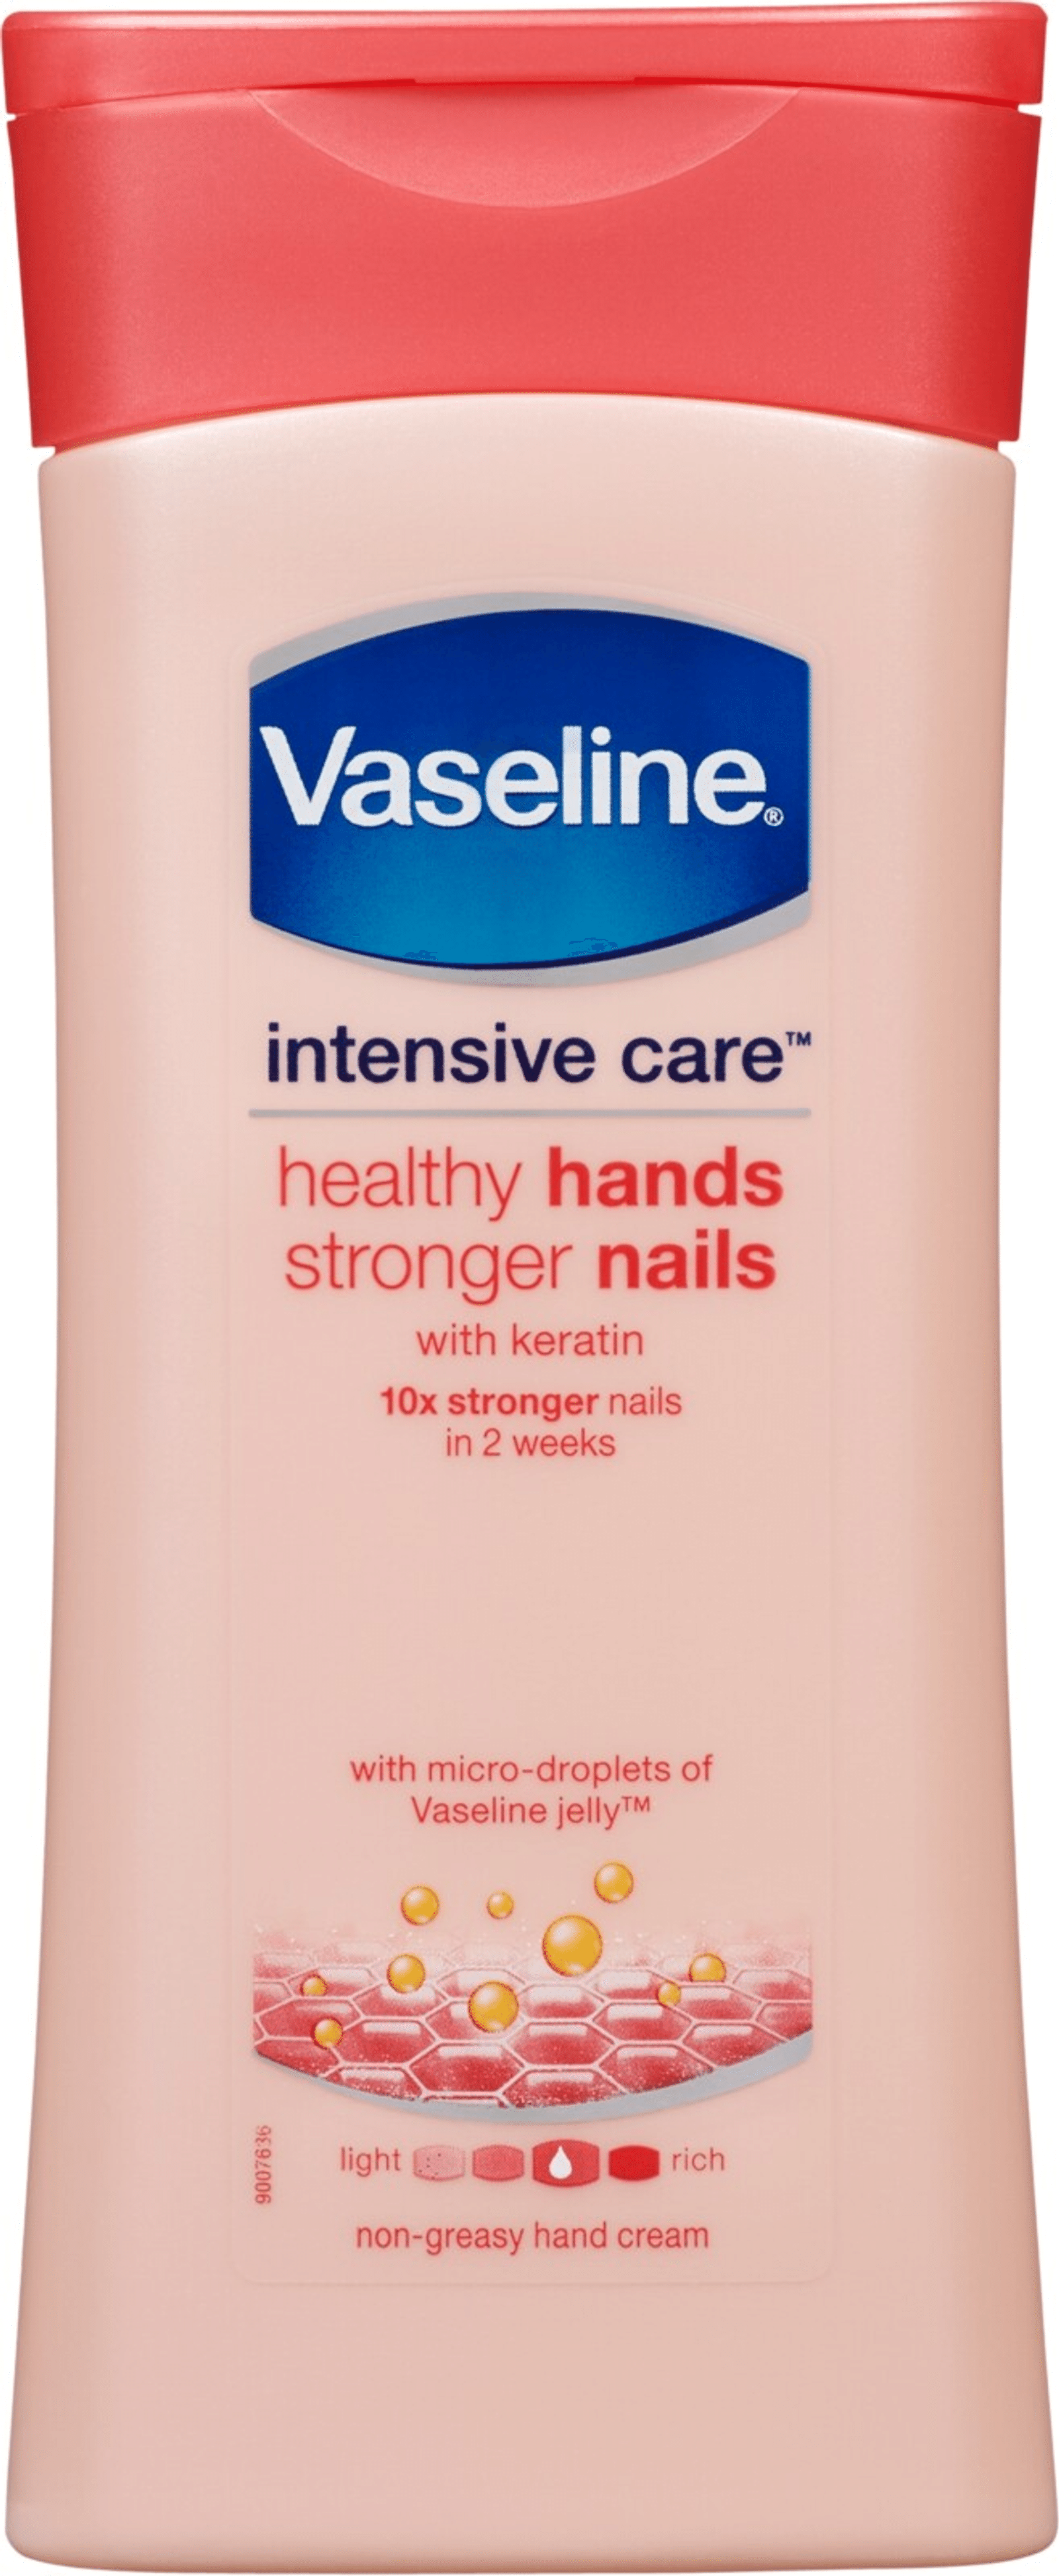 Vaseline®
intensive care™
healthy hands
stronger nails
with keratin
10x stronger nails
in 2 weeks
with micro-droplets of
Vaseline jelly™
9007636
light rich
non-greasy hand cream